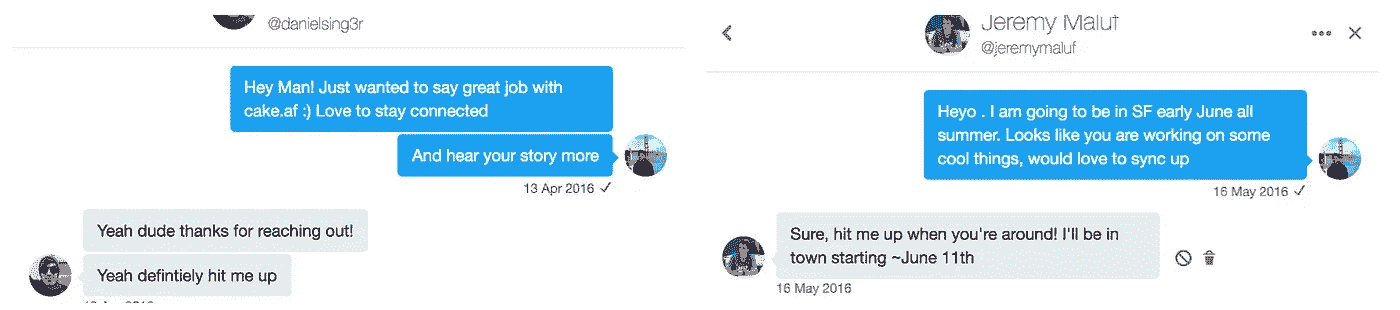 @danielsing3r
Hey Man! Just wanted to say great job with
cake.af :) Love to stay connected
And hear your story more
13 Apr 2016 ✓
Yeah dude thanks for reaching out!
Yeah defintiely hit me up
Jeremy Maluf
@jeremymaluf
Heyo . I am going to be in SF early June all
summer. Looks like you are working on some
cool things, would love to sync up
16 May 2016 ✓
Sure, hit me up when you're around! I'll be in
town starting ~June 11th
16 May 2016